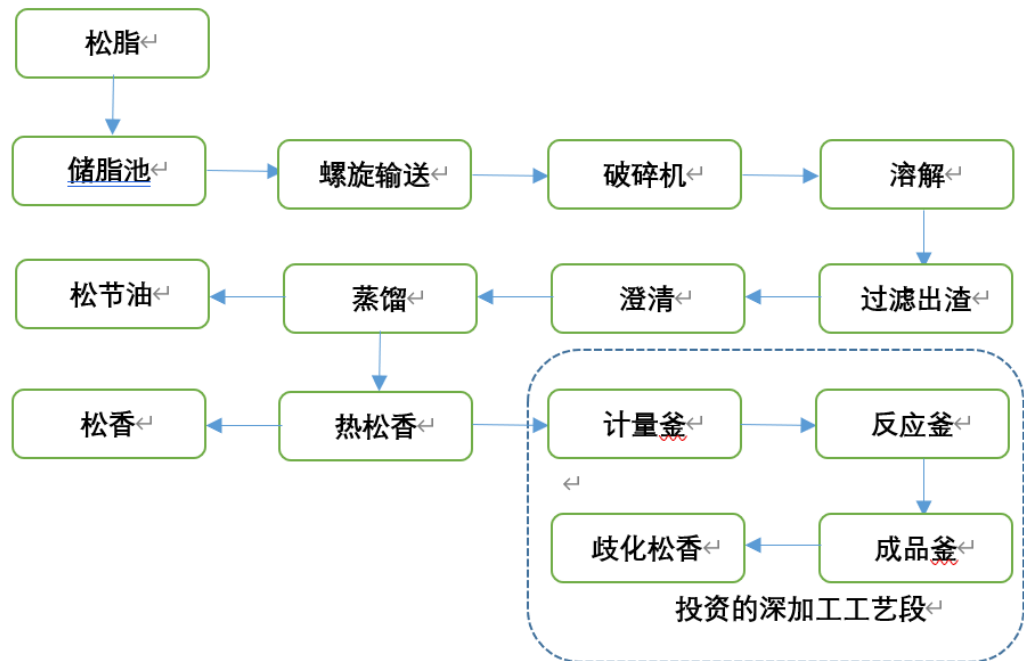 松脂
储脂池
螺旋输送
破碎机
溶解
松节油
蒸馏
澄清
过滤出渣
松香
热松香
计量釜
反应釜
歧化松香
成品釜
投资的深加工工艺段